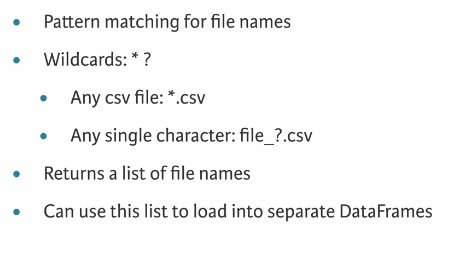 • Pattern matching for file names
• Wildcards: * ?
• Any csv file: *.csv
• Any single character: file_?.csv
• Returns a list of file names
• Can use this list to load into separate DataFrames